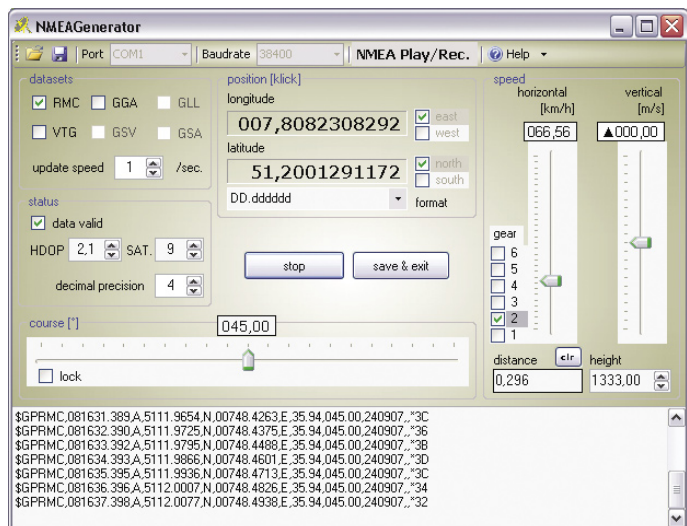 NMEAGenerator
Port COM1 Baudrate 38400 NMEA Play/Rec. Help
datasets
RMC GGA GLL
VTG GSV GSA
update speed 1 /sec.
status
data valid
HDOP 2,1 SAT. 9
decimal precision 4
position [klick]
longitude
007,8082308292
east
west
latitude
51,2001291172
north
south
DD.dddddd format
stop save & exit
speed
horizontal vertical
[km/h] [m/s]
066,56 ▲000,00
gear
6
5
4
3
2
1
distance clr height
0,296 1333,00
course [°]
045,00
lock
$GPRMC,081631.389,A,5111.9654,N,00748.4263,E,35.94,045.00,240907,,*3C
$GPRMC,081632.390,A,5111.9725,N,00748.4375,E,35.94,045.00,240907,,*36
$GPRMC,081633.392,A,5111.9795,N,00748.4488,E,35.94,045.00,240907,,*3B
$GPRMC,081634.393,A,5111.9866,N,00748.4601,E,35.94,045.00,240907,,*3D
$GPRMC,081635.395,A,5111.9936,N,00748.4713,E,35.94,045.00,240907,,*3C
$GPRMC,081636.396,A,5112.0007,N,00748.4826,E,35.94,045.00,240907,,*34
$GPRMC,081637.398,A,5112.0077,N,00748.4938,E,35.94,045.00,240907,,*32